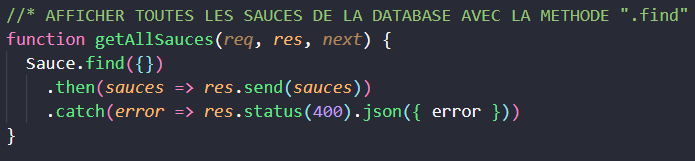 //* AFFICHER TOUTES LES SAUCES DE LA DATABASE AVEC LA METHODE ".find"
function getAllSauces(req, res, next) {
  Sauce.find({})
    .then(sauces => res.send(sauces))
    .catch(error => res.status(400).json({ error }))
}